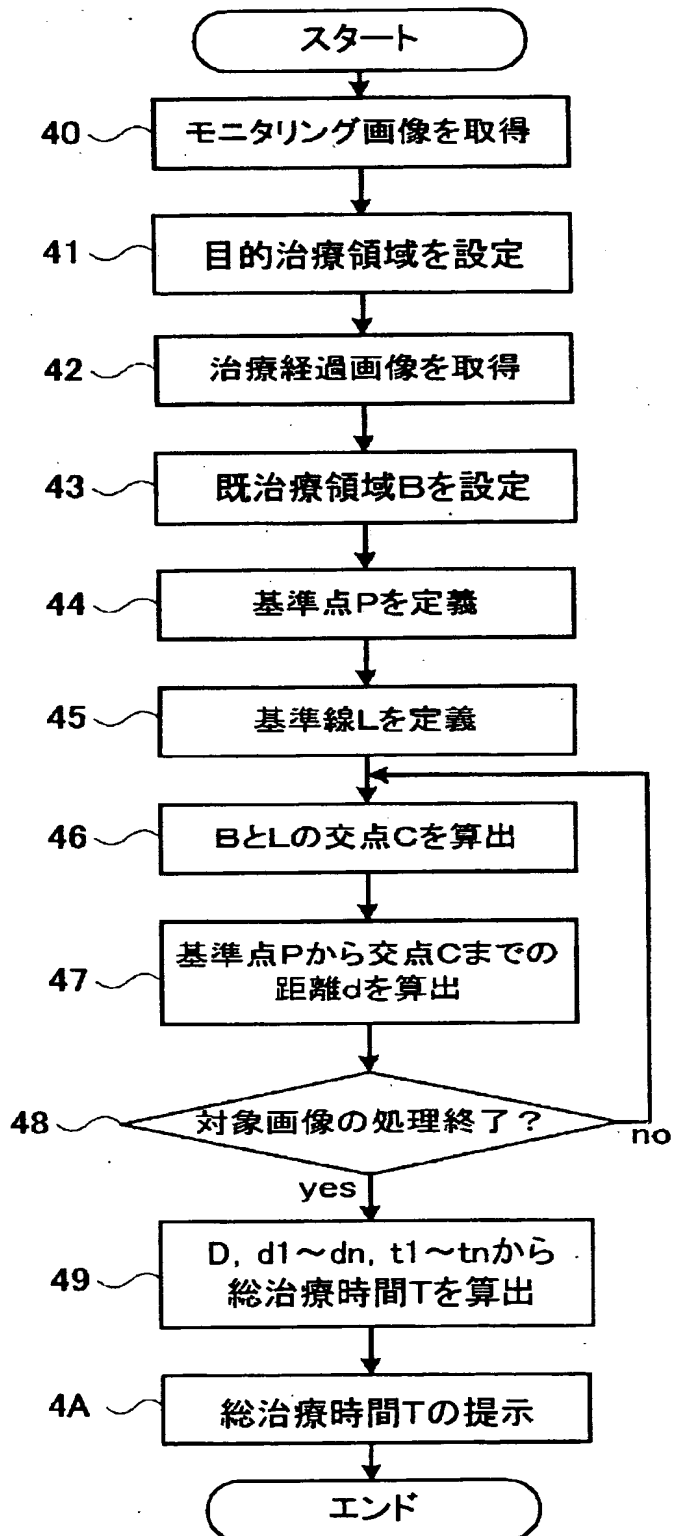 スタート
40
モニタリング画像を取得
41
目的治療領域を設定
42
治療経過画像を取得
43
既治療領域Bを設定
44
基準点Pを定義
45
基準線Lを定義
46
BとLの交点Cを算出
47
基準点Pから交点Cまでの
距離dを算出
48
対象画像の処理終了？
no
yes
49
D, d1～dn, t1～tnから
総治療時間Tを算出
4A
総治療時間Tの提示
エンド